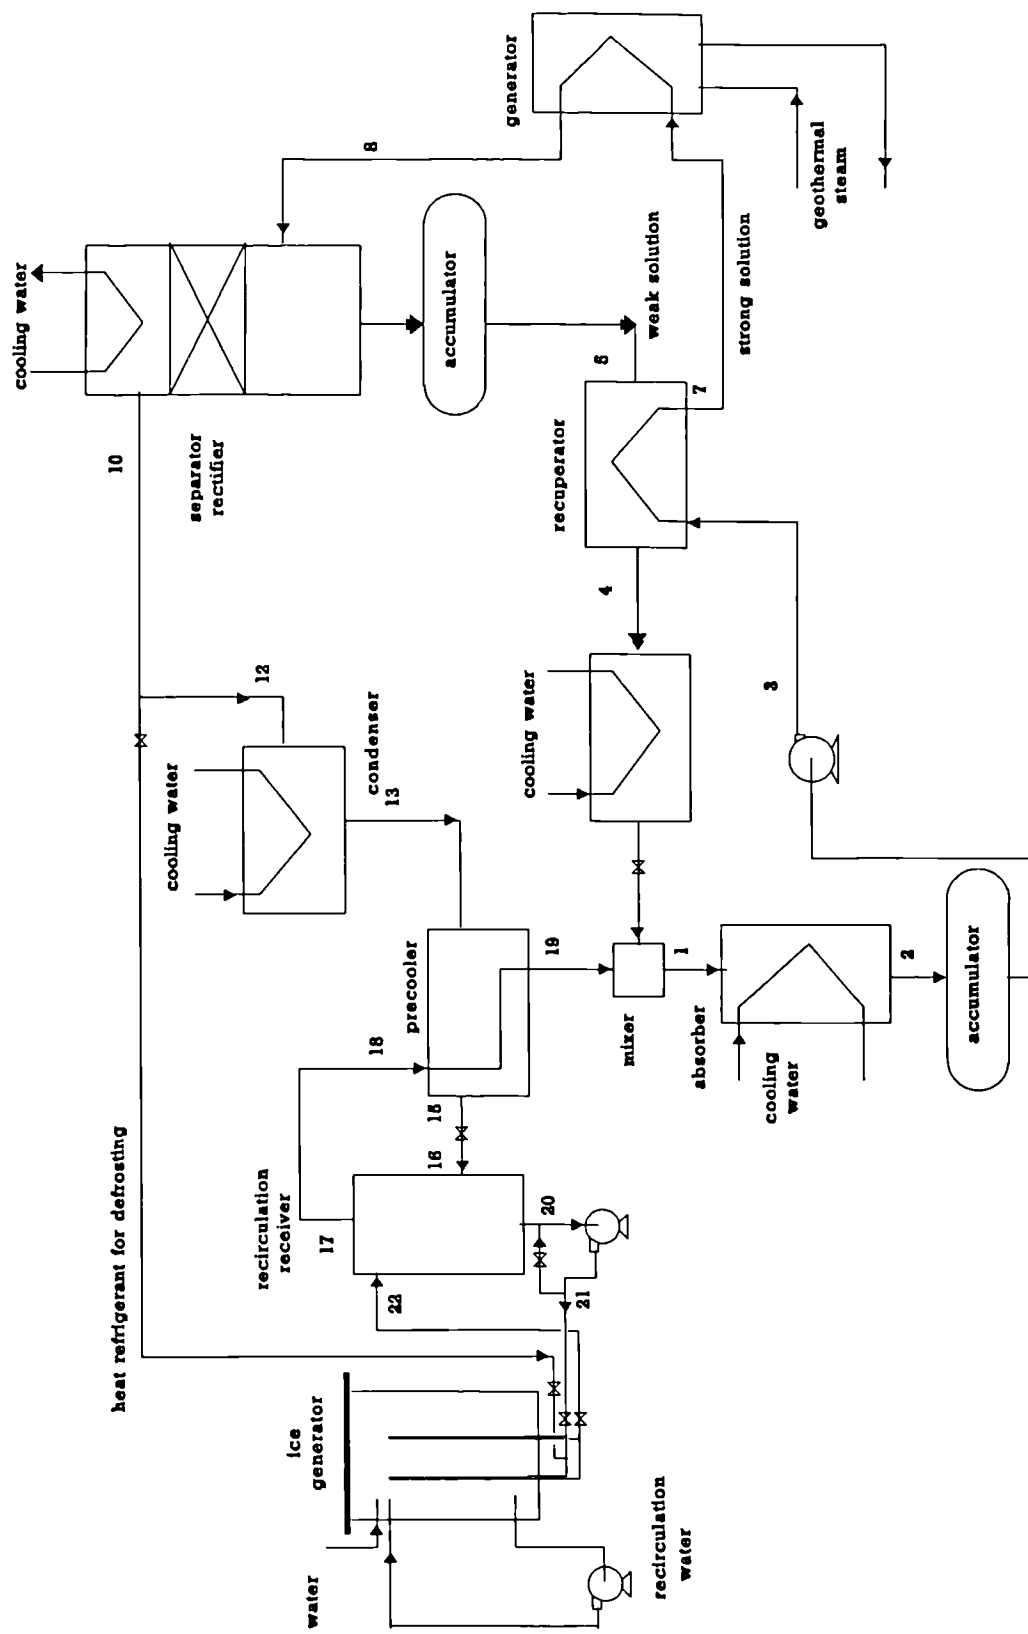 cooling water
heat refrigerant for defrosting
10
separator
rectifier
cooling water
recirculation
receiver
12
ice
generator
water
17
18
condenser
13
8
22
precooler
15
16
accumulator
19
20
21
generator
cooling water
recuperator
4
6
mixer
1
weak solution
recirculation
water
absorber
7
cooling
water
strong solution
3
2
geothermal
steam
accumulator